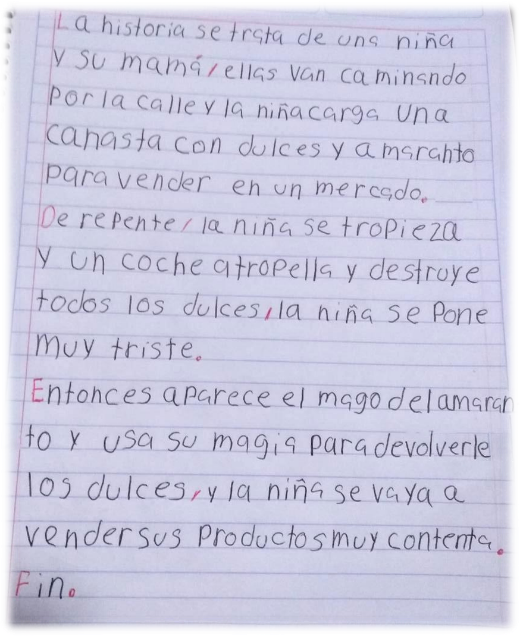 La historia se trata de una niña
y su mamá, ellas van caminando
por la calle y la niña carga una
canasta con dulces y amaranto
para vender en un mercado.
De repente, la niña se tropieza
y un coche atropella y destruye
todos los dulces, la niña se pone
muy triste.
Entonces aparece el mago del amaran
to y usa su magia para devolverle
los dulces, y la niña se vaya a
vender sus productos muy contenta.
Fin.